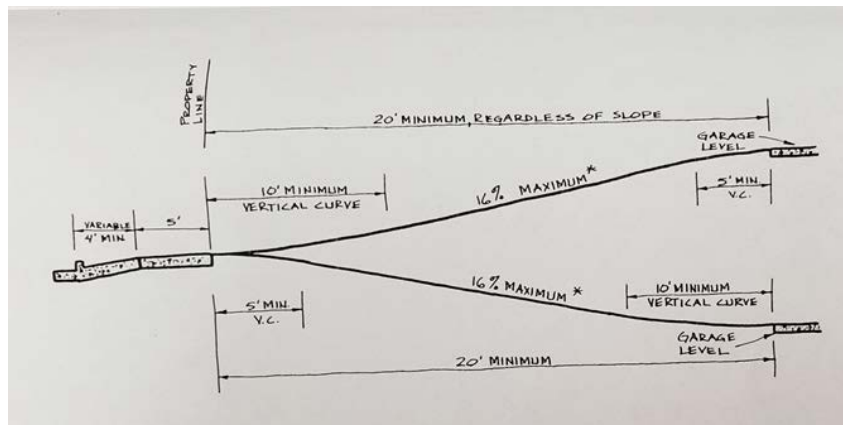 PROPERTY
LINE
20' MINIMUM, REGARDLESS OF SLOPE
GARAGE
LEVEL
10' MINIMUM
VERTICAL CURVE
16% MAXIMUM*
5' MIN.
V.C.
VARIABLE
4' MIN
5'
16% MAXIMUM*
10' MINIMUM
VERTICAL CURVE
5' MIN.
V.C.
GARAGE
LEVEL
20' MINIMUM